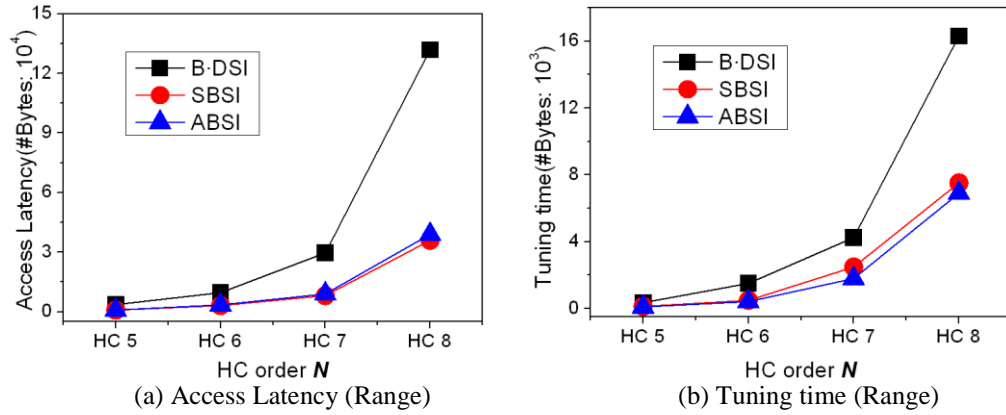 Access Latency(#Bytes: 10⁴)
15
12
9
6
3
0
B·DSI
SBSI
ABSI
HC 5
HC 6
HC 7
HC 8
HC order N
(a) Access Latency (Range)
Tuning time(#Bytes: 10³)
16
12
8
4
0
B·DSI
SBSI
ABSI
HC 5
HC 6
HC 7
HC 8
HC order N
(b) Tuning time (Range)